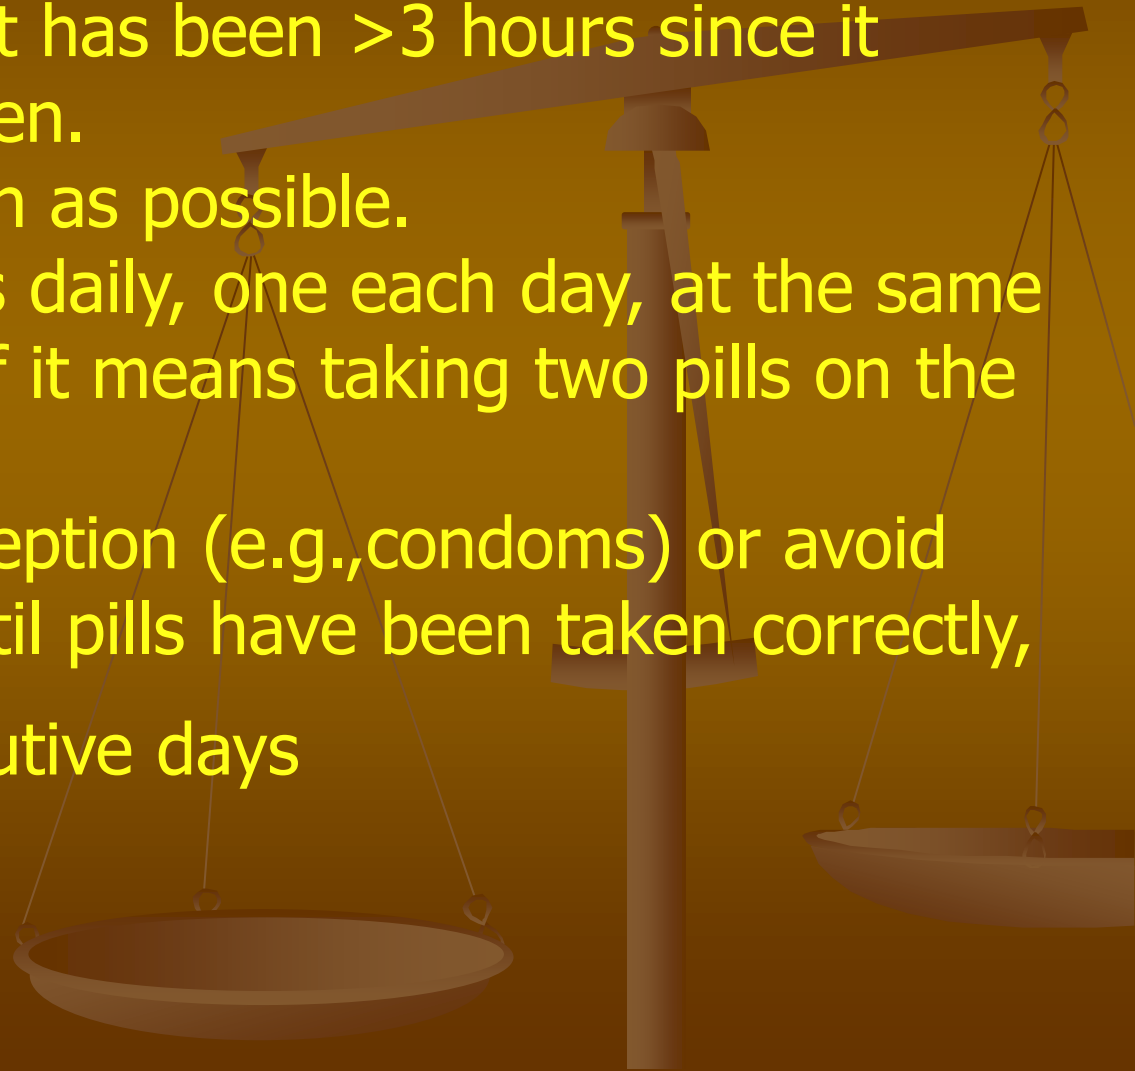 t has been >3 hours since it
en.
n as possible.
s daily, one each day, at the same
f it means taking two pills on the
eption (e.g.,condoms) or avoid
til pills have been taken correctly,
utive days